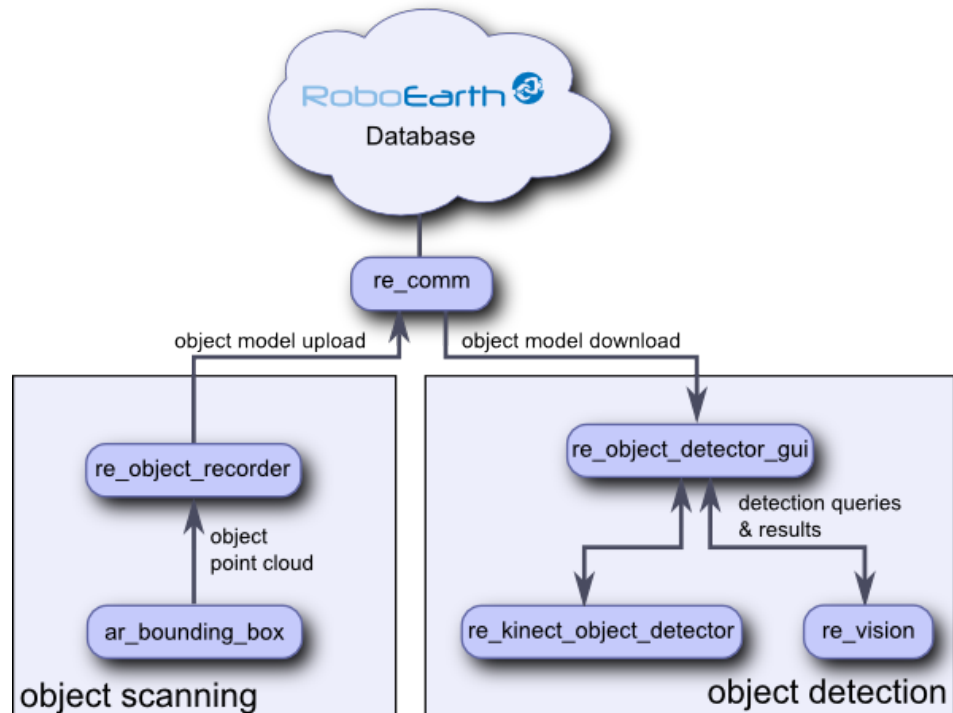 RoboEarth
Database
re_comm
object model upload
object model download
re_object_recorder
object
point cloud
ar_bounding_box
object scanning
re_object_detector_gui
detection queries
& results
re_kinect_object_detector
re_vision
object detection